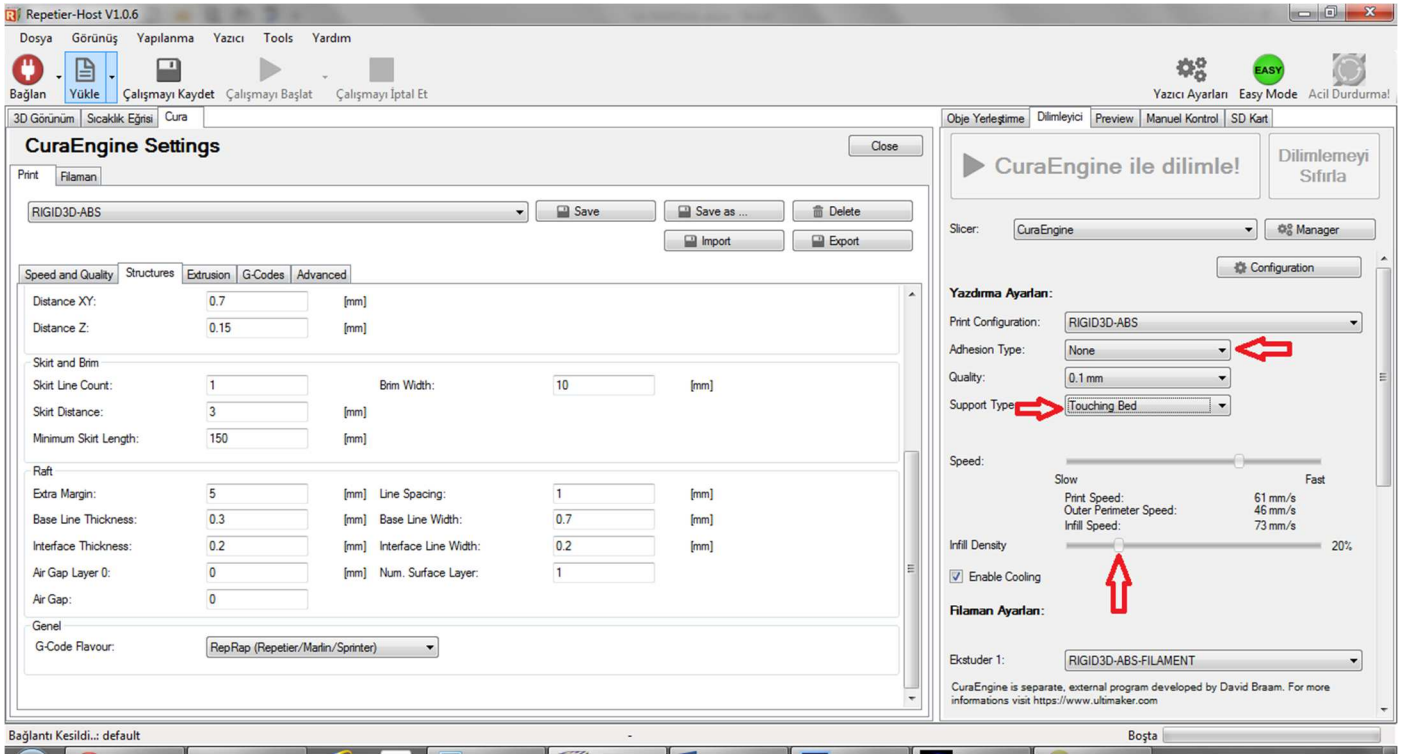 Repetier-Host V1.0.6
Dosya Görünüş Yapılanma Yazıcı Tools Yardım
EASY
Bağlan Yükle Çalışmayı Kaydet Çalışmayı Başlat Çalışmayı İptal Et Yazıcı Ayarları Easy Mode Acil Durdurma!
3D Görünüm Sıcaklık Eğrisi Cura
CuraEngine Settings
Close
Print Filaman
RIGID3D-ABS Save Save as ... Delete
Import Export
Speed and Quality Structures Extrusion G-Codes Advanced
Distance XY: 0.7 [mm]
Distance Z: 0.15 [mm]
Skirt and Brim
Skirt Line Count: 1 Brim Width: 10 [mm]
Skirt Distance: 3 [mm]
Minimum Skirt Length: 150 [mm]
Raft
Extra Margin: 5 [mm] Line Spacing: 1 [mm]
Base Line Thickness: 0.3 [mm] Base Line Width: 0.7 [mm]
Interface Thickness: 0.2 [mm] Interface Line Width: 0.2 [mm]
Air Gap Layer 0: 0 [mm] Num. Surface Layer: 1
Air Gap: 0
Genel
G-Code Flavour: RepRap (Repetier/Marlin/Sprinter)
Obje Yerleştirme Dilimleyici Preview Manuel Kontrol SD Kart
CuraEngine ile dilimle! Dilimlemeyi
Sıfırla
Slicer: CuraEngine Manager
Configuration
Yazdırma Ayarları:
Print Configuration: RIGID3D-ABS
Adhesion Type: None
Quality: 0.1 mm
Support Type Touching Bed
Speed:
Slow Fast
Print Speed: 61 mm/s
Outer Perimeter Speed: 46 mm/s
Infill Speed: 73 mm/s
Infill Density 20%
Enable Cooling
Filaman Ayarları:
Ekstuder 1: RIGID3D-ABS-FILAMENT
CuraEngine is separate, external program developed by David Braam. For more
informations visit https://www.ultimaker.com
Bağlantı Kesildi..: default - Boşta